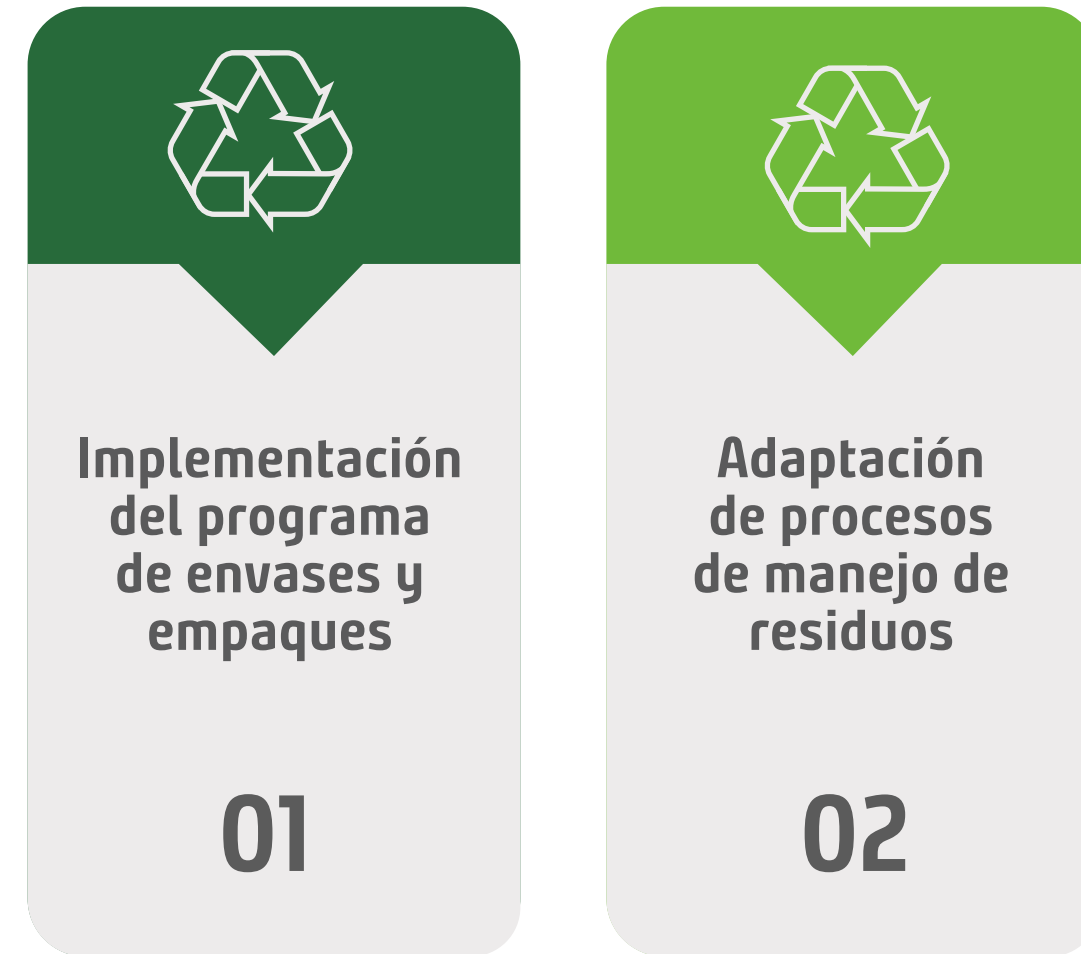 Implementación
del programa
de envases y
empaques
01
Adaptación
de procesos
de manejo de
residuos
02